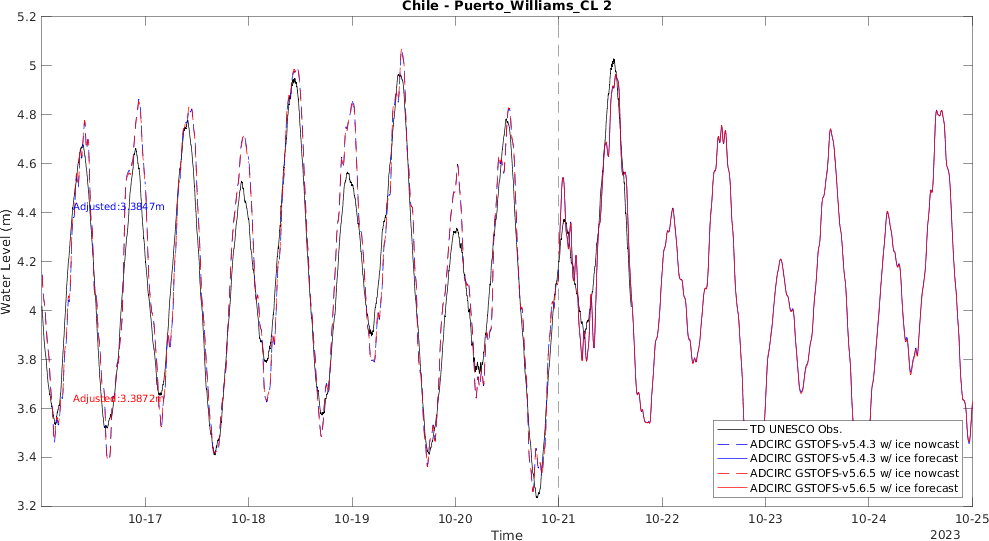 Chile - Puerto_Williams_CL 2
Water Level (m)
5.2
5
4.8
4.6
4.4
4.2
4
3.8
3.6
3.4
3.2
Adjusted:3.3847m
Adjusted:3.3872m
TD UNESCO Obs.
ADCIRC GSTOFS-v5.4.3 w/ ice nowcast
ADCIRC GSTOFS-v5.4.3 w/ ice forecast
ADCIRC GSTOFS-v5.6.5 w/ ice nowcast
ADCIRC GSTOFS-v5.6.5 w/ ice forecast
10-17 10-18 10-19 10-20 10-21 10-22 10-23 10-24 10-25
Time
2023